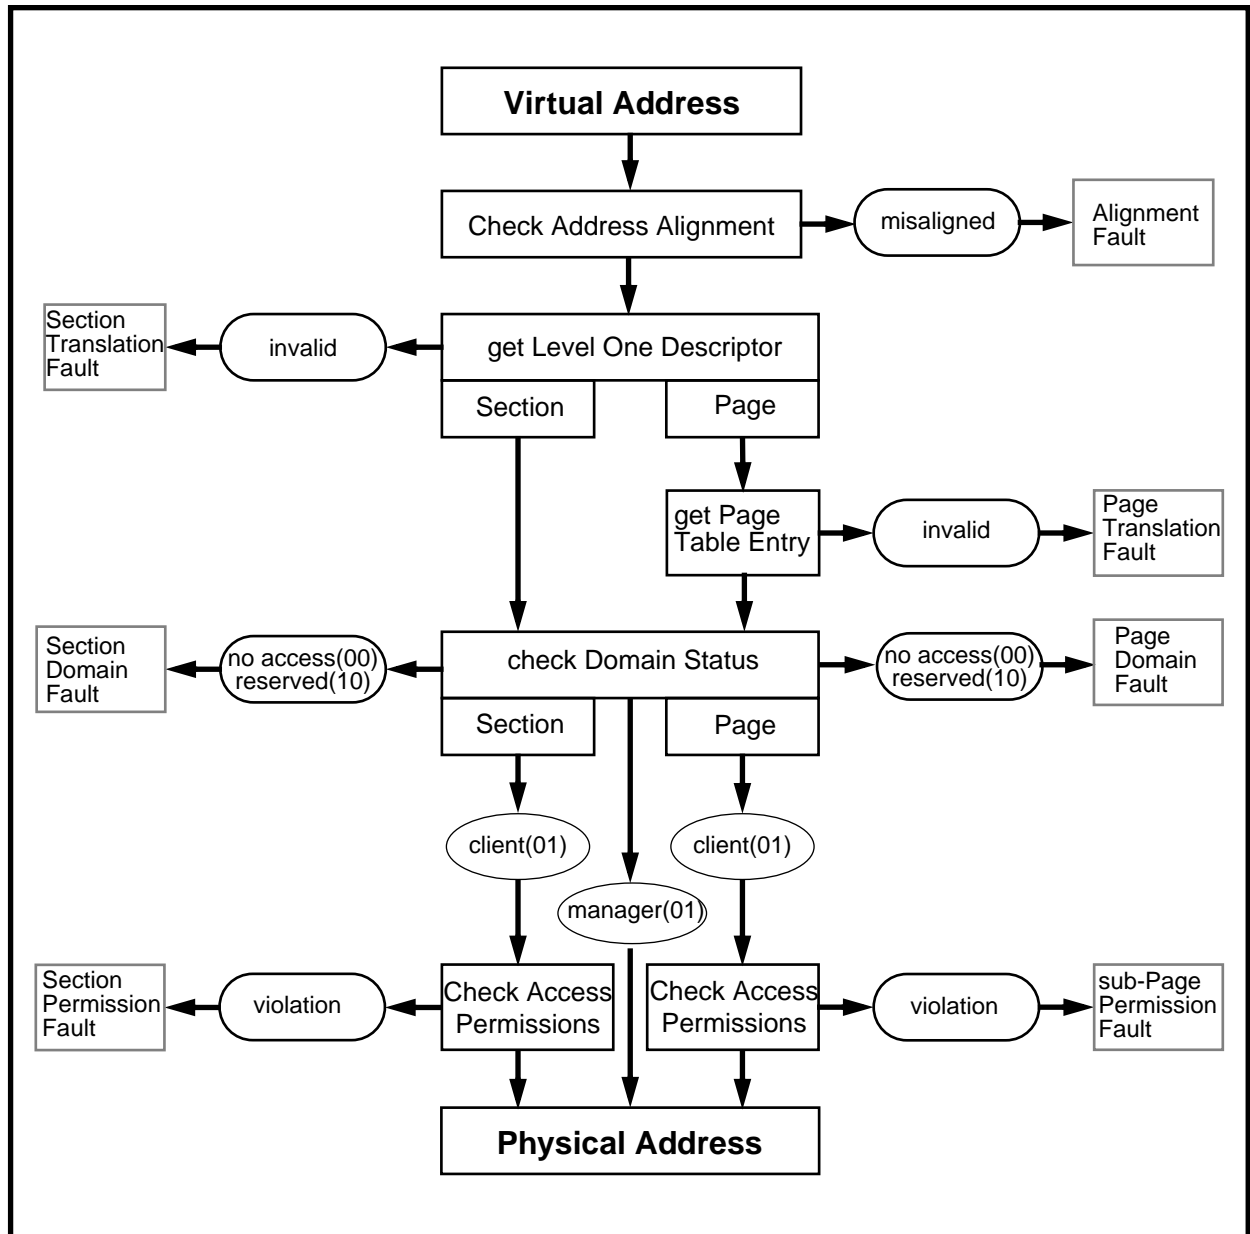 Virtual Address
Check Address Alignment
misaligned
Alignment
Fault
Section
Translation
Fault
invalid
get Level One Descriptor
Section
Page
get Page
Table Entry
invalid
Page
Translation
Fault
Section
Domain
Fault
no access(00)
reserved(10)
check Domain Status
no access(00)
reserved(10)
Page
Domain
Fault
Section
Page
client(01)
client(01)
manager(01)
Section
Permission
Fault
violation
Check Access
Permissions
Check Access
Permissions
violation
sub-Page
Permission
Fault
Physical Address